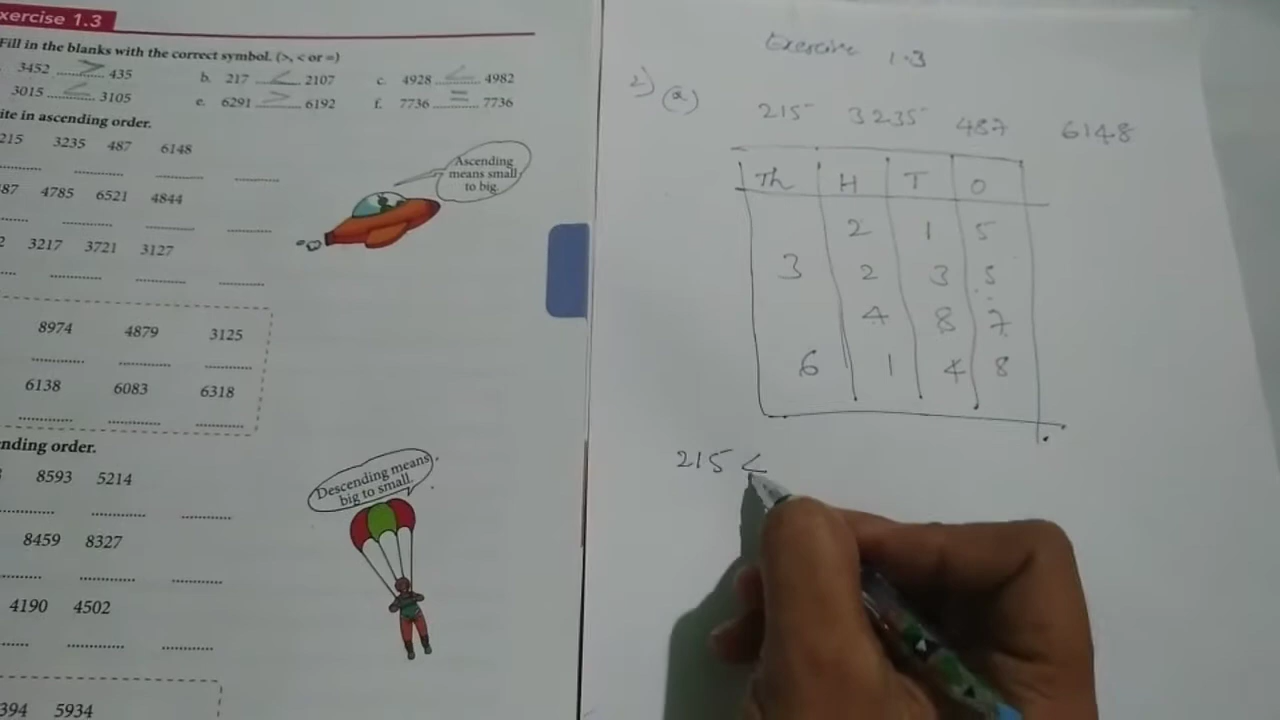 xercise 1.3
Fill in the blanks with the correct symbol. (>, < or =)
3452 ....>.... 435 b. 217 ....<.... 2107 c. 4928 ....<.... 4982
3015 ....<.... 3105 e. 6291 ....>.... 6192 f. 7736 ....=.... 7736
ite in ascending order.
215 3235 487 6148
Ascending
means small
to big.
87 4785 6521 4844
2 3217 3721 3127
8974 4879 3125
6138 6083 6318
nding order.
8593 5214
Descending means
big to small.
8459 8327
4190 4502
394 5934
Exercise 1.3
2) (a)
215 3235 487 6148
Th H T O
2 1 5
3 2 3 5
4 8 7
6 1 4 8
215 <